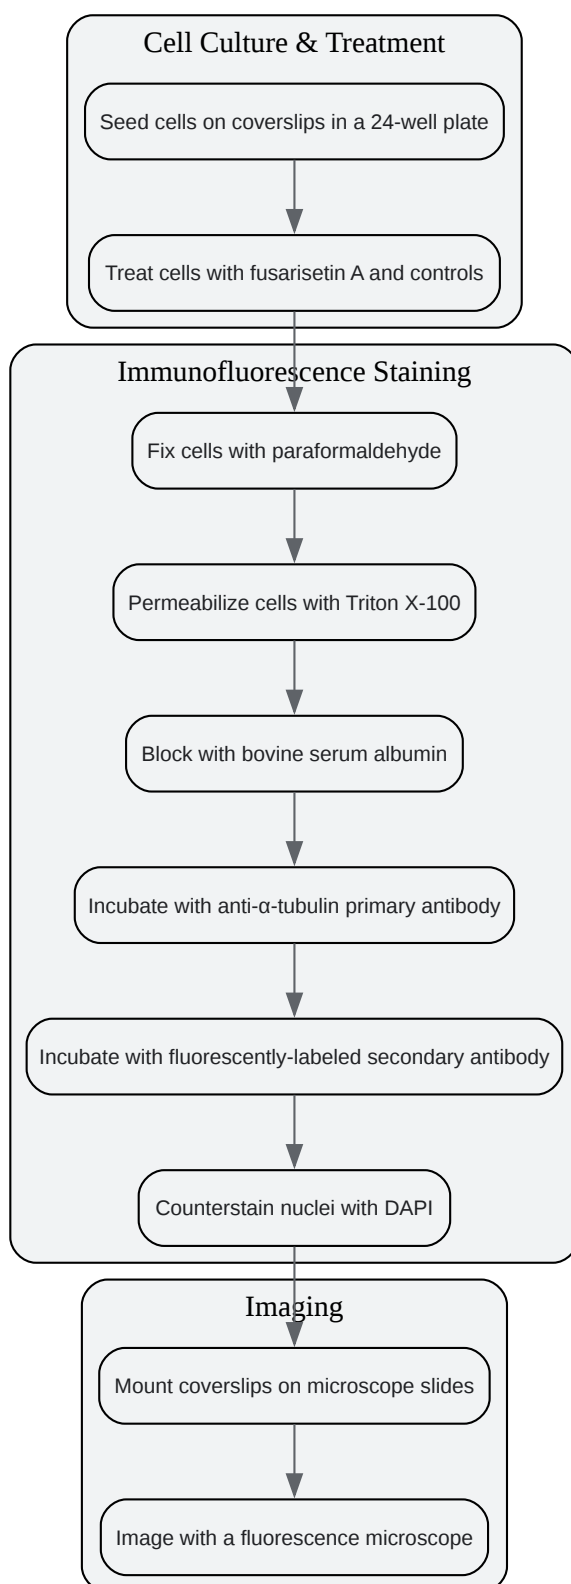 Cell Culture & Treatment
Seed cells on coverslips in a 24-well plate
Treat cells with fusarisetin A and controls
Immunofluorescence Staining
Fix cells with paraformaldehyde
Permeabilize cells with Triton X-100
Block with bovine serum albumin
Incubate with anti-α-tubulin primary antibody
Incubate with fluorescently-labeled secondary antibody
Counterstain nuclei with DAPI
Imaging
Mount coverslips on microscope slides
Image with a fluorescence microscope